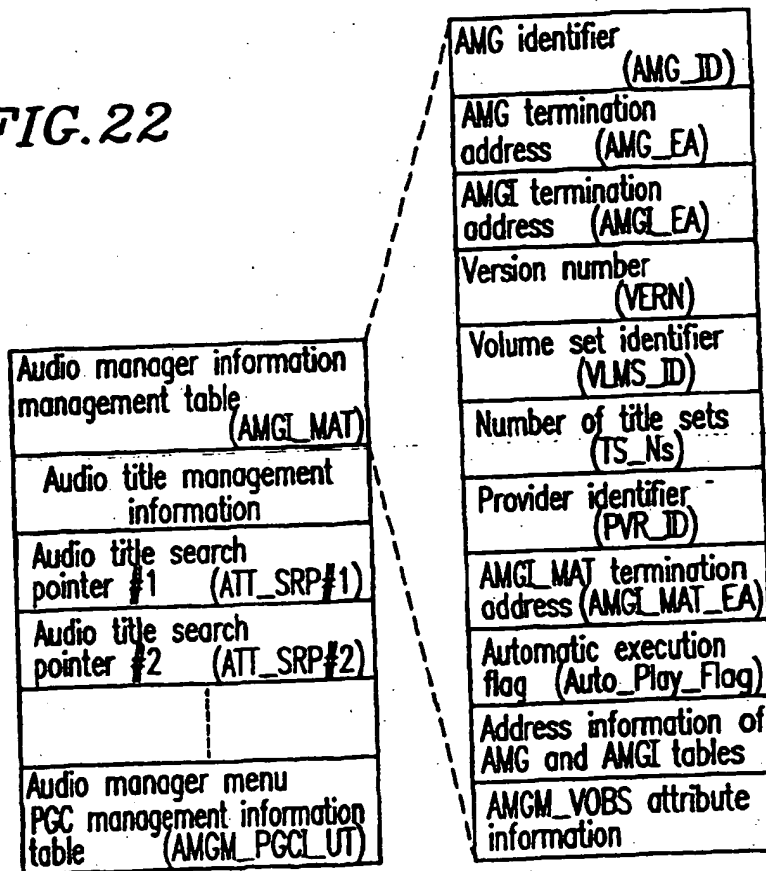 FIG.22
Audio manager information
management table
(AMGI_MAT)
Audio title management
information
Audio title search
pointer #1 (ATT_SRP#1)
Audio title search
pointer #2 (ATT_SRP#2)
Audio manager menu
PGC management information
table (AMGM_PGCI_UT)
AMG identifier
(AMG_ID)
AMG termination
address (AMG_EA)
AMGI termination
address (AMGI_EA)
Version number
(VERN)
Volume set identifier
(VLMS_ID)
Number of title sets
(TS_Ns)
Provider identifier
(PVR_ID)
AMGI_MAT termination
address (AMGI_MAT_EA)
Automatic execution
flag (Auto_Play_Flag)
Address information of
AMG and AMGI tables
AMGM_VOBS attribute
information